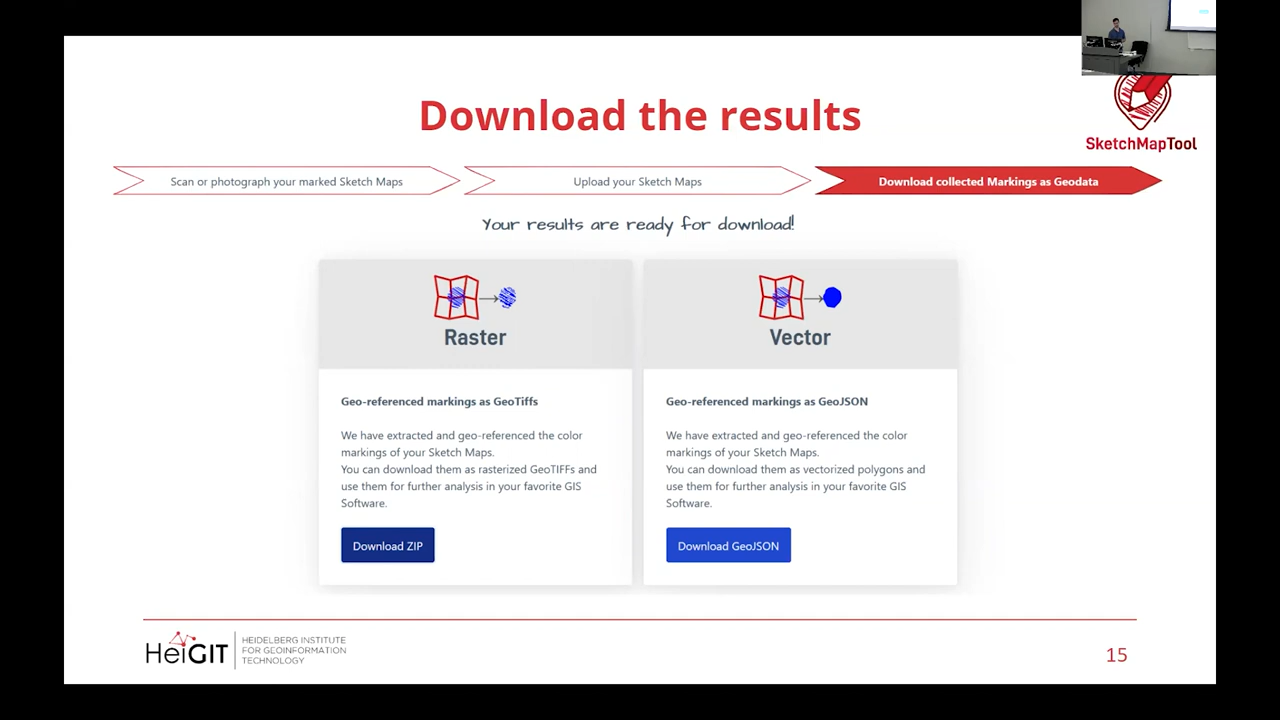 Download the results
SketchMapTool
Scan or photograph your marked Sketch Maps
Upload your Sketch Maps
Download collected Markings as Geodata
Your results are ready for download!
Raster
Geo-referenced markings as GeoTiffs
We have extracted and geo-referenced the color
markings of your Sketch Maps.
You can download them as rasterized GeoTIFFs and
use them for further analysis in your favorite GIS
Software.
Download ZIP
Vector
Geo-referenced markings as GeoJSON
We have extracted and geo-referenced the color
markings of your Sketch Maps.
You can download them as vectorized polygons and
use them for further analysis in your favorite GIS
Software.
Download GeoJSON
HeiGIT
HEIDELBERG INSTITUTE
FOR GEOINFORMATION
TECHNOLOGY
15